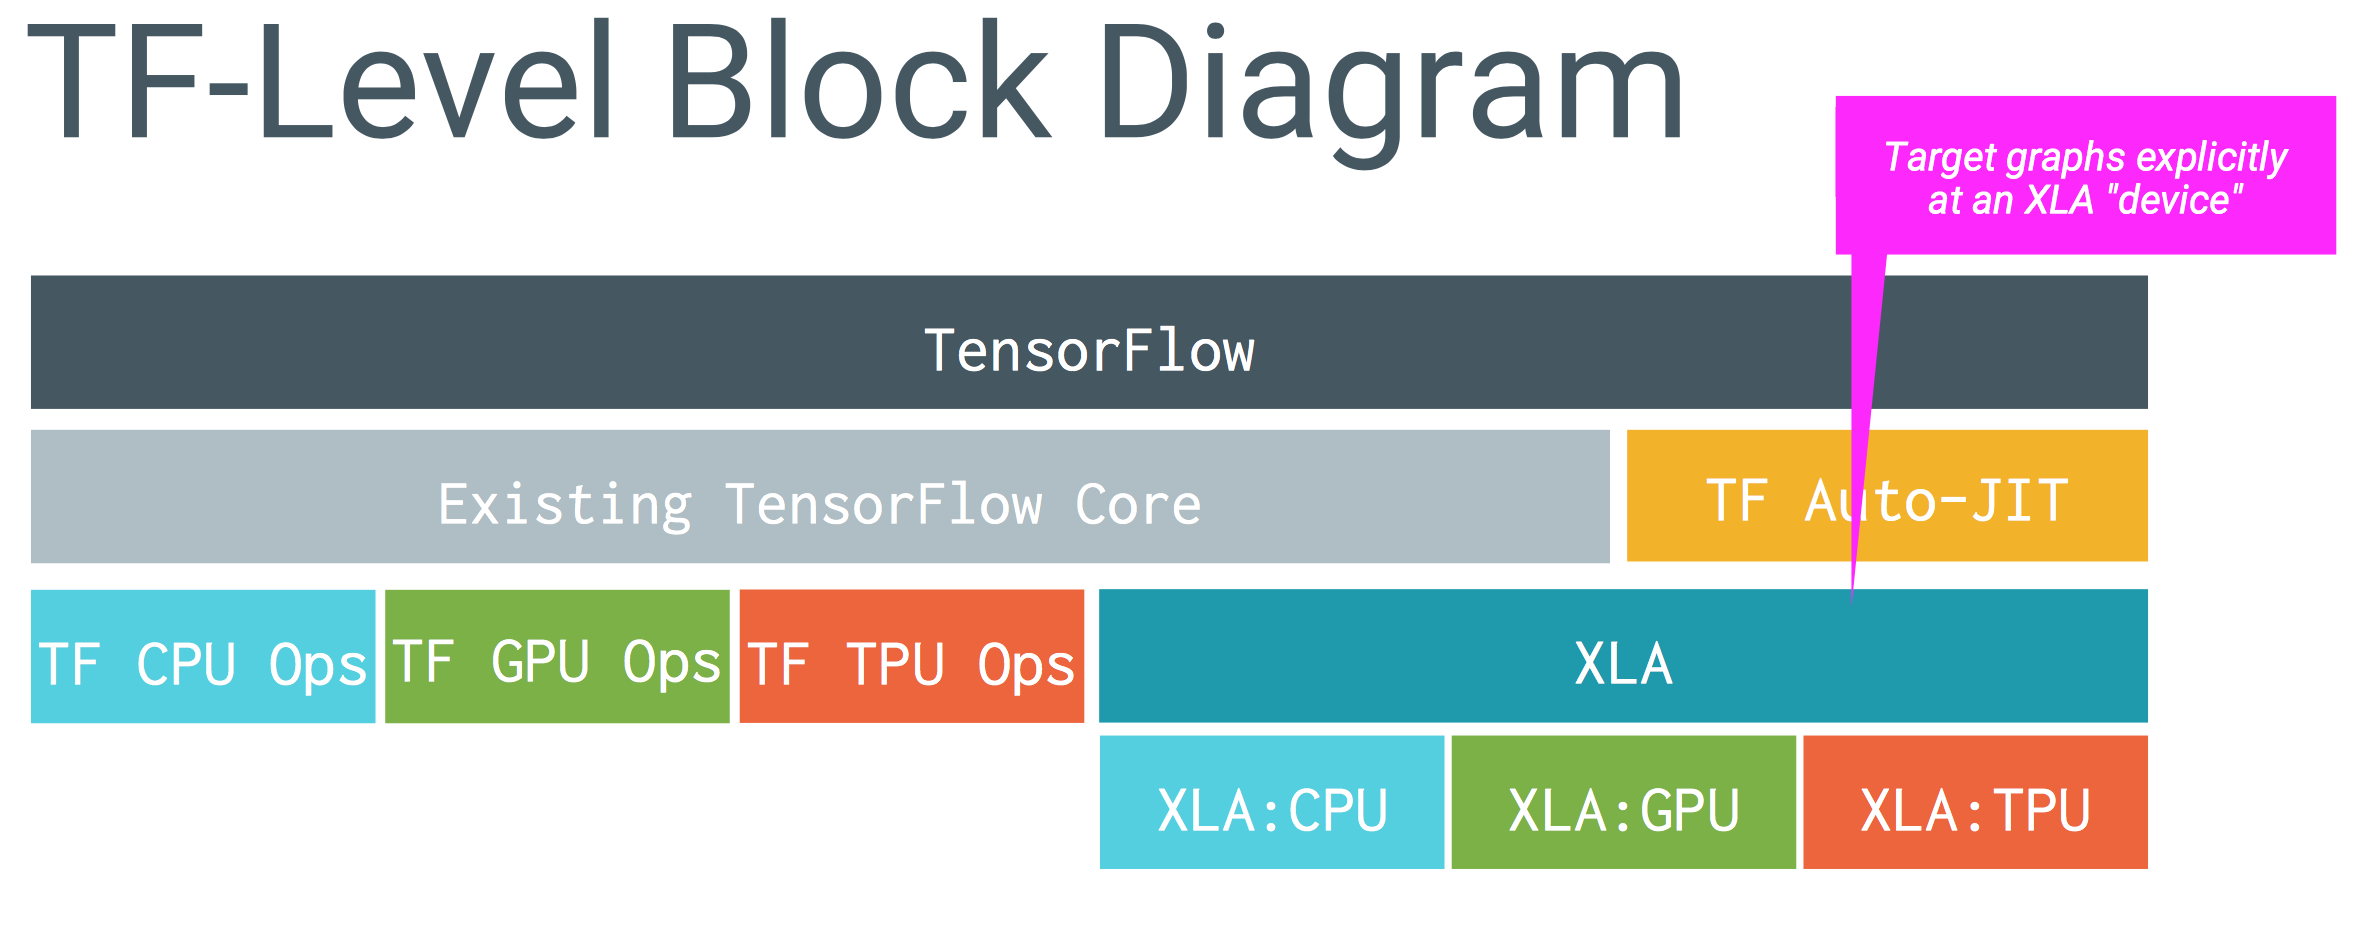 TF-Level Block Diagram
Target graphs explicitly
at an XLA "device"
TensorFlow
Existing TensorFlow Core
TF Auto-JIT
TF CPU Ops
TF GPU Ops
TF TPU Ops
XLA
XLA:CPU
XLA:GPU
XLA:TPU